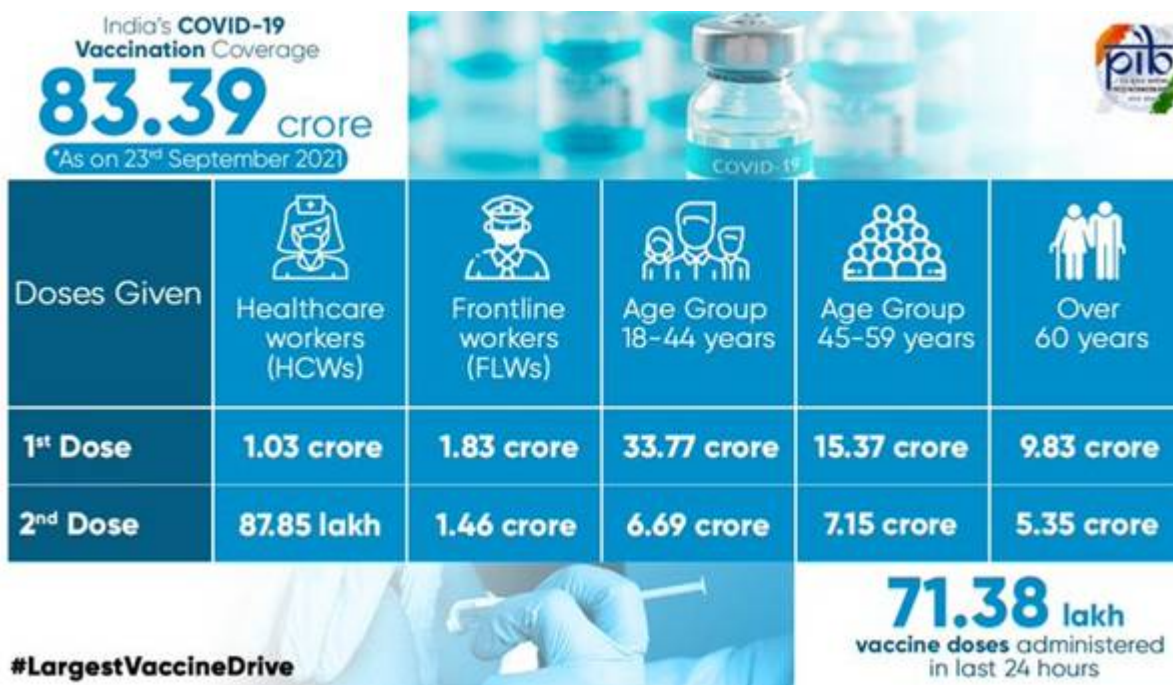 India's COVID-19
Vaccination Coverage
83.39 crore
*As on 23rd September 2021
COVID-19
pib
Doses Given
Healthcare
workers
(HCWs)
Frontline
workers
(FLWs)
Age Group
18-44 years
Age Group
45-59 years
Over
60 years
1st Dose
1.03 crore
1.83 crore
33.77 crore
15.37 crore
9.83 crore
2nd Dose
87.85 lakh
1.46 crore
6.69 crore
7.15 crore
5.35 crore
#LargestVaccineDrive
71.38 lakh
vaccine doses administered
in last 24 hours